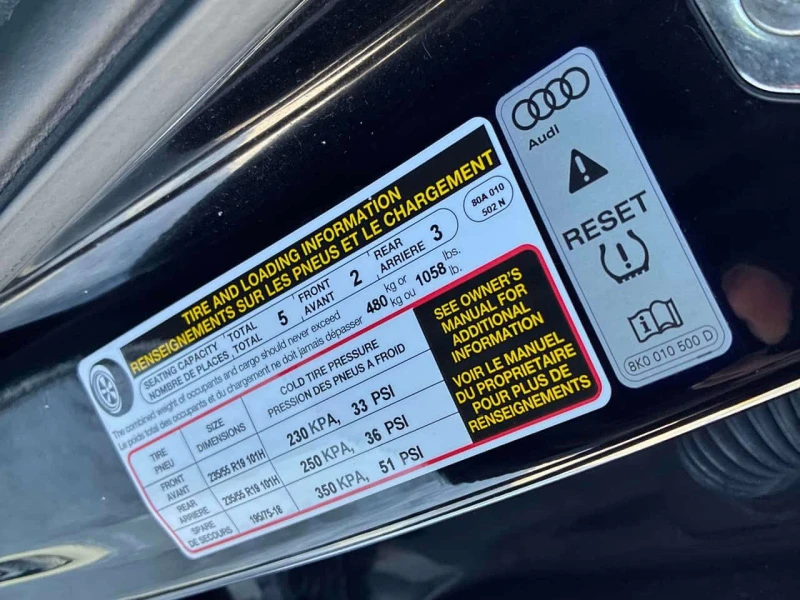 TIRE AND LOADING INFORMATION
RENSEIGNEMENTS SUR LES PNEUS ET LE CHARGEMENT
80A 010
502 N
SEATING CAPACITY TOTAL 5 FRONT 2 REAR 3
NOMBRE DE PLACES, TOTAL AVANT ARRIERE
The combined weight of occupants and cargo should never exceed 480 kg or 1058 lbs.
Le poids total des occupants et du chargement ne doit jamais dépasser kg ou lb.
TIRE SIZE COLD TIRE PRESSURE
PNEU DIMENSIONS PRESSION DES PNEUS A FROID
FRONT
AVANT 235/55 R19 101H 230 KPA, 33 PSI
REAR
ARRIERE 235/55 R19 101H 250 KPA, 36 PSI
SPARE
DE SECOURS 195/75-18 350 KPA, 51 PSI
SEE OWNER'S
MANUAL FOR
ADDITIONAL
INFORMATION
VOIR LE MANUEL
DU PROPRIETAIRE
POUR PLUS DE
RENSEIGNEMENTS
Audi
RESET
8K0 010 500 D